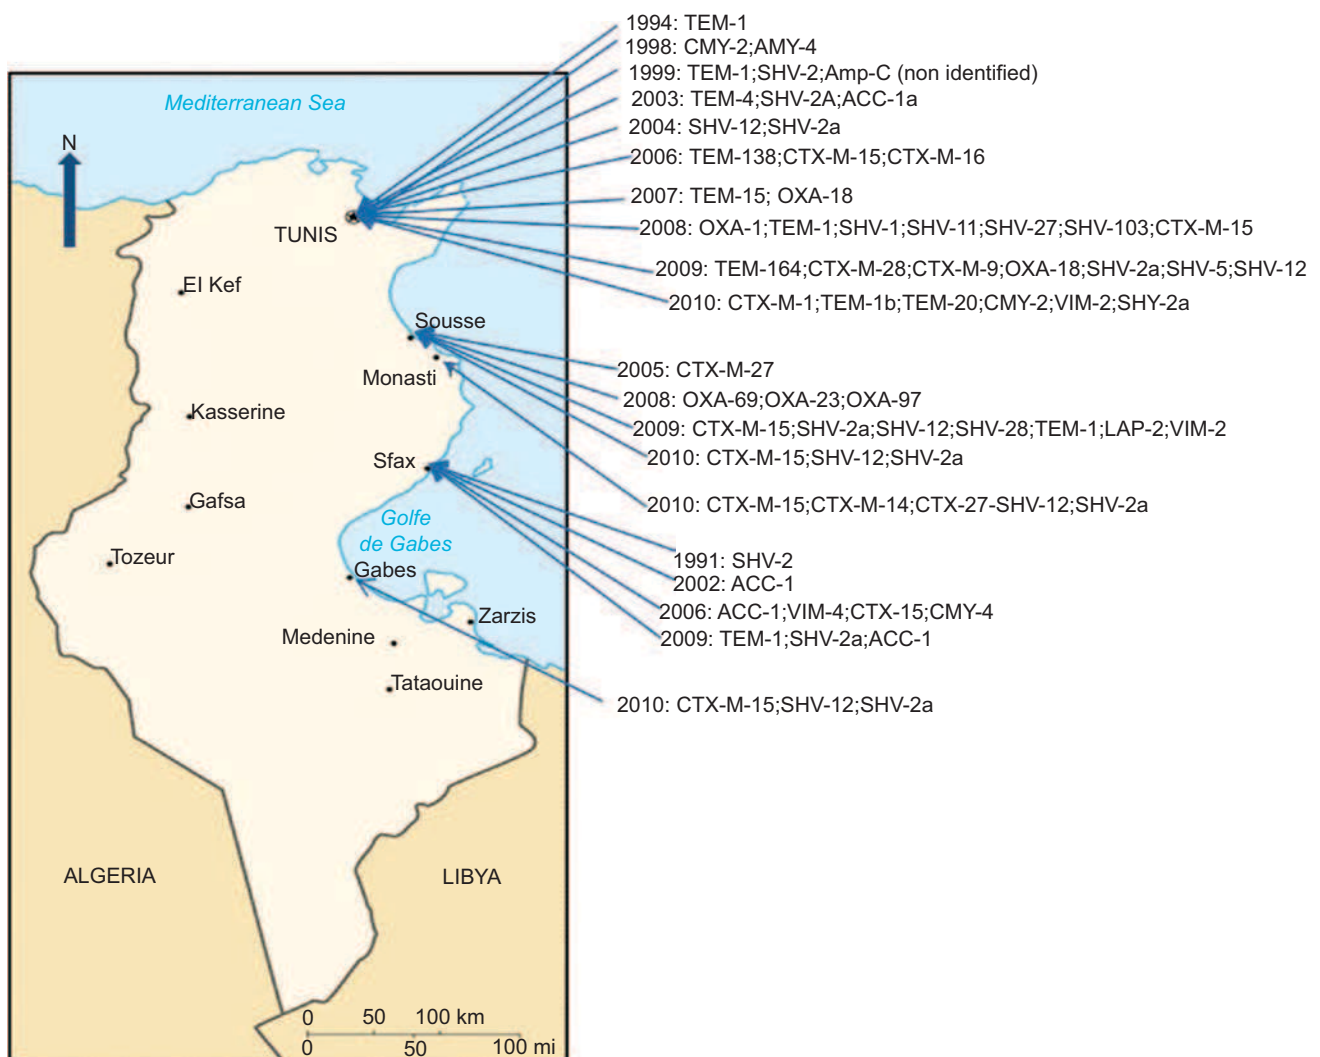 1994: TEM-1
1998: CMY-2;AMY-4
1999: TEM-1;SHV-2;Amp-C (non identified)
2003: TEM-4;SHV-2A;ACC-1a
2004: SHV-12;SHV-2a
2006: TEM-138;CTX-M-15;CTX-M-16
2007: TEM-15; OXA-18
2008: OXA-1;TEM-1;SHV-1;SHV-11;SHV-27;SHV-103;CTX-M-15
2009: TEM-164;CTX-M-28;CTX-M-9;OXA-18;SHV-2a;SHV-5;SHV-12
2010: CTX-M-1;TEM-1b;TEM-20;CMY-2;VIM-2;SHY-2a
2005: CTX-M-27
2008: OXA-69;OXA-23;OXA-97
2009: CTX-M-15;SHV-2a;SHV-12;SHV-28;TEM-1;LAP-2;VIM-2
2010: CTX-M-15;SHV-12;SHV-2a
2010: CTX-M-15;CTX-M-14;CTX-27-SHV-12;SHV-2a
1991: SHV-2
2002: ACC-1
2006: ACC-1;VIM-4;CTX-15;CMY-4
2009: TEM-1;SHV-2a;ACC-1
2010: CTX-M-15;SHV-12;SHV-2a
Mediterranean Sea
N
TUNIS
El Kef
Sousse
Monasti
Kasserine
Sfax
Gafsa
Golfe
de Gabes
Tozeur
Gabes
Zarzis
Medenine
Tataouine
ALGERIA
LIBYA
0 50 100 km
0 50 100 mi